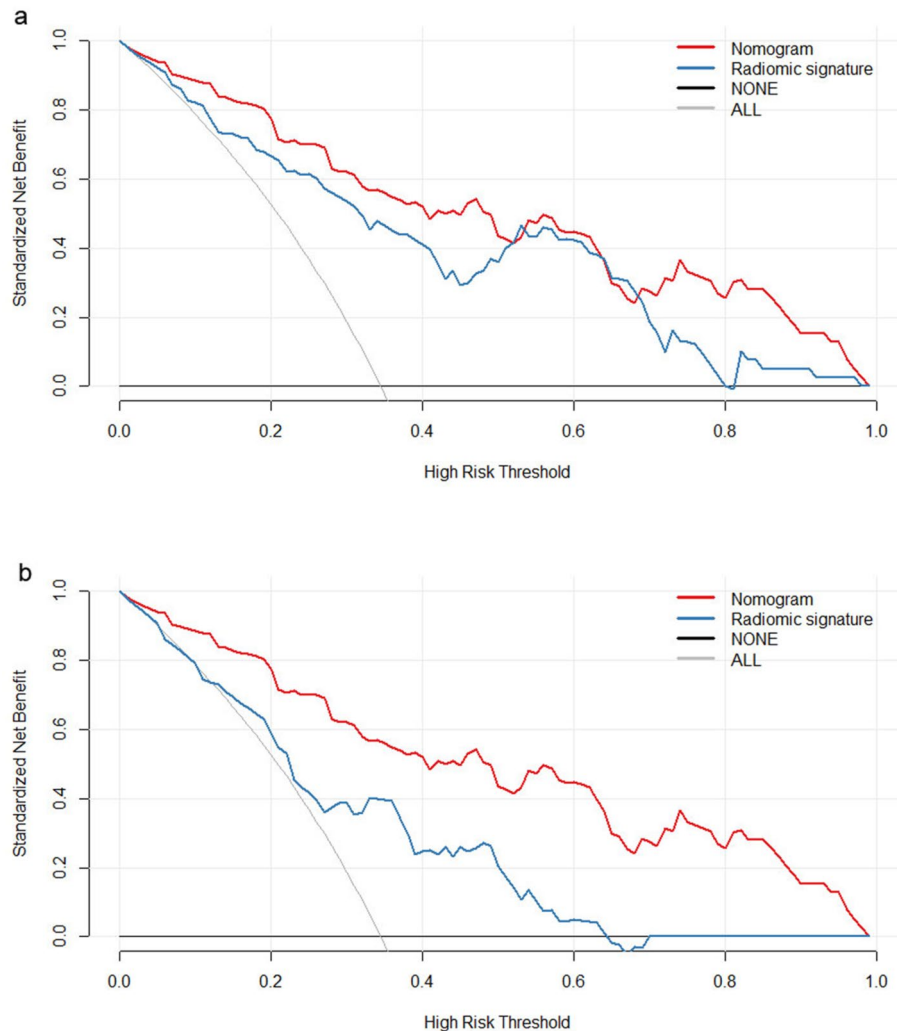 a
Standardized Net Benefit
1.0
0.8
0.6
0.4
0.2
0.0
Nomogram
Radiomic signature
NONE
ALL
0.0 0.2 0.4 0.6 0.8 1.0
High Risk Threshold
b
Standardized Net Benefit
1.0
0.8
0.6
0.4
0.2
0.0
Nomogram
Radiomic signature
NONE
ALL
0.0 0.2 0.4 0.6 0.8 1.0
High Risk Threshold